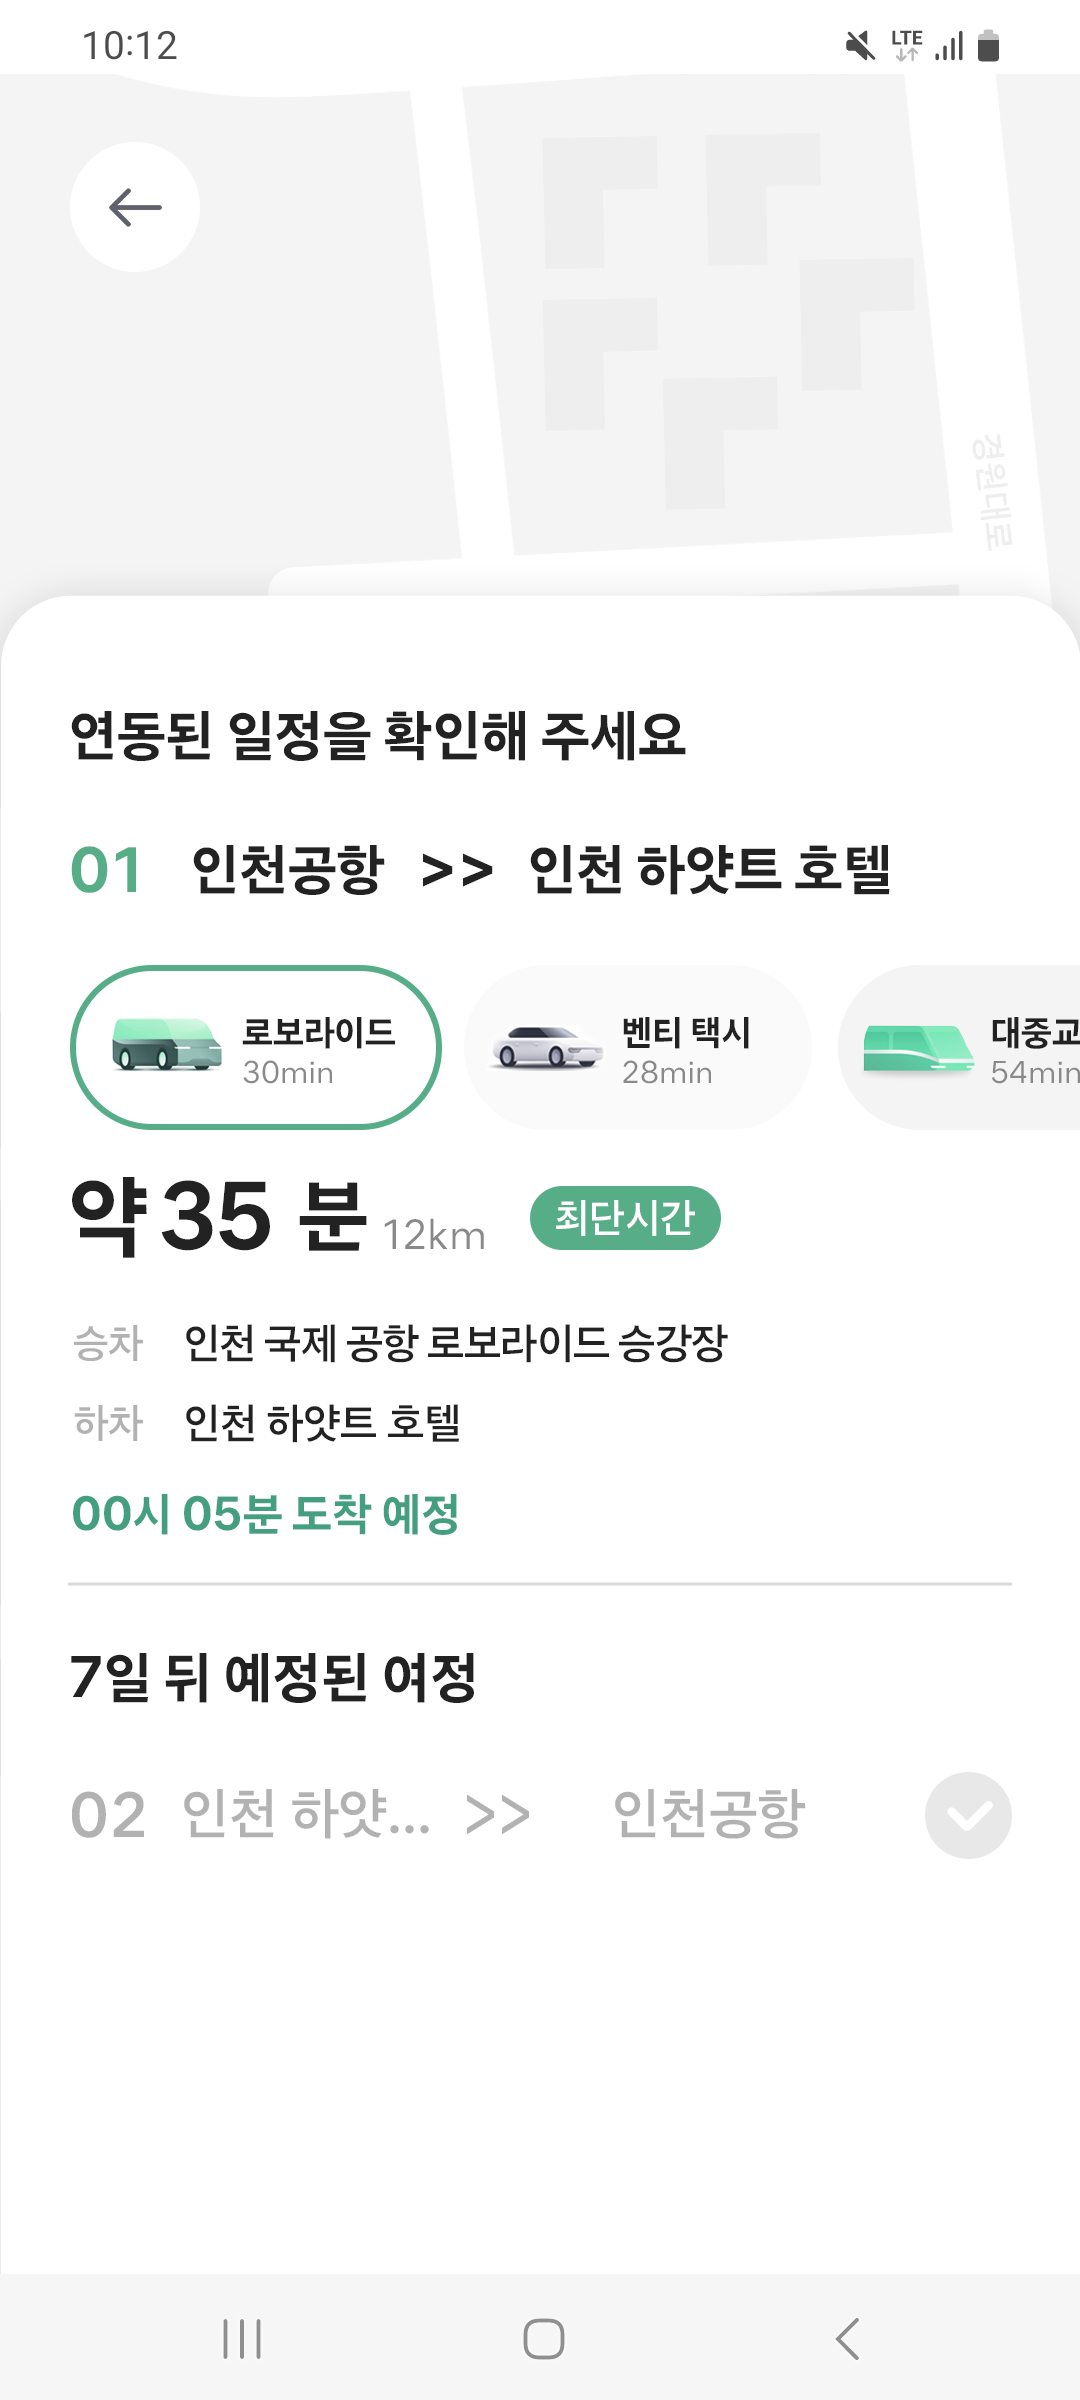 10:12
LTE
경원대로
연동된 일정을 확인해 주세요
01 인천공항 >> 인천 하얏트 호텔
로보라이드
30min
벤티 택시
28min
대중교
54min
약 35 분 12km 최단시간
승차 인천 국제 공항 로보라이드 승강장
하차 인천 하얏트 호텔
00시 05분 도착 예정
7일 뒤 예정된 여정
02 인천 하얏... >> 인천공항